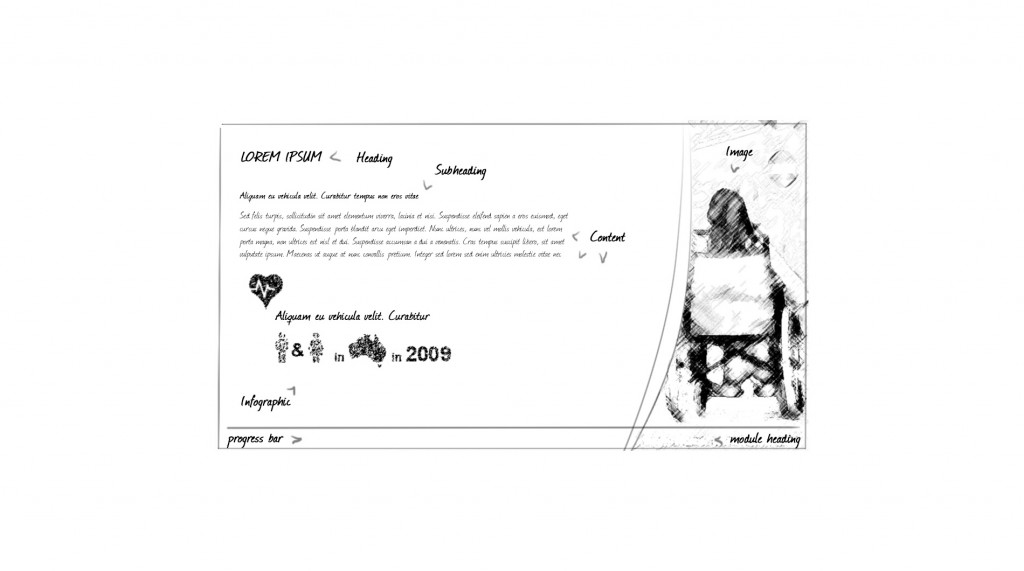 LOREM IPSUM
Heading
Subheading
Image
Aliquam eu vehicula velit. Curabitur tempus non eros vitae
Sed felis turpis, sollicitudin sit amet elementum viverra, lacinia et nisi. Suspendisse eleifend sapien a eros euismod, eget
cursus neque gravida. Suspendisse porta blandit arcu eget imperdiet. Nunc ultrices, nunc vel mollis vehicula, est lorem
porta magna, non ultrices est nisl et dui. Suspendisse accumsan a dui a venenatis. Cras tempus suscipit libero, sit amet
vulputate ipsum. Maecenas ut augue at nunc convallis pretium. Integer sed lorem sed enim ultricies molestie vitae nec
Content
Aliquam eu vehicula velit. Curabitur
& in in 2009
Infographic
progress bar
module heading